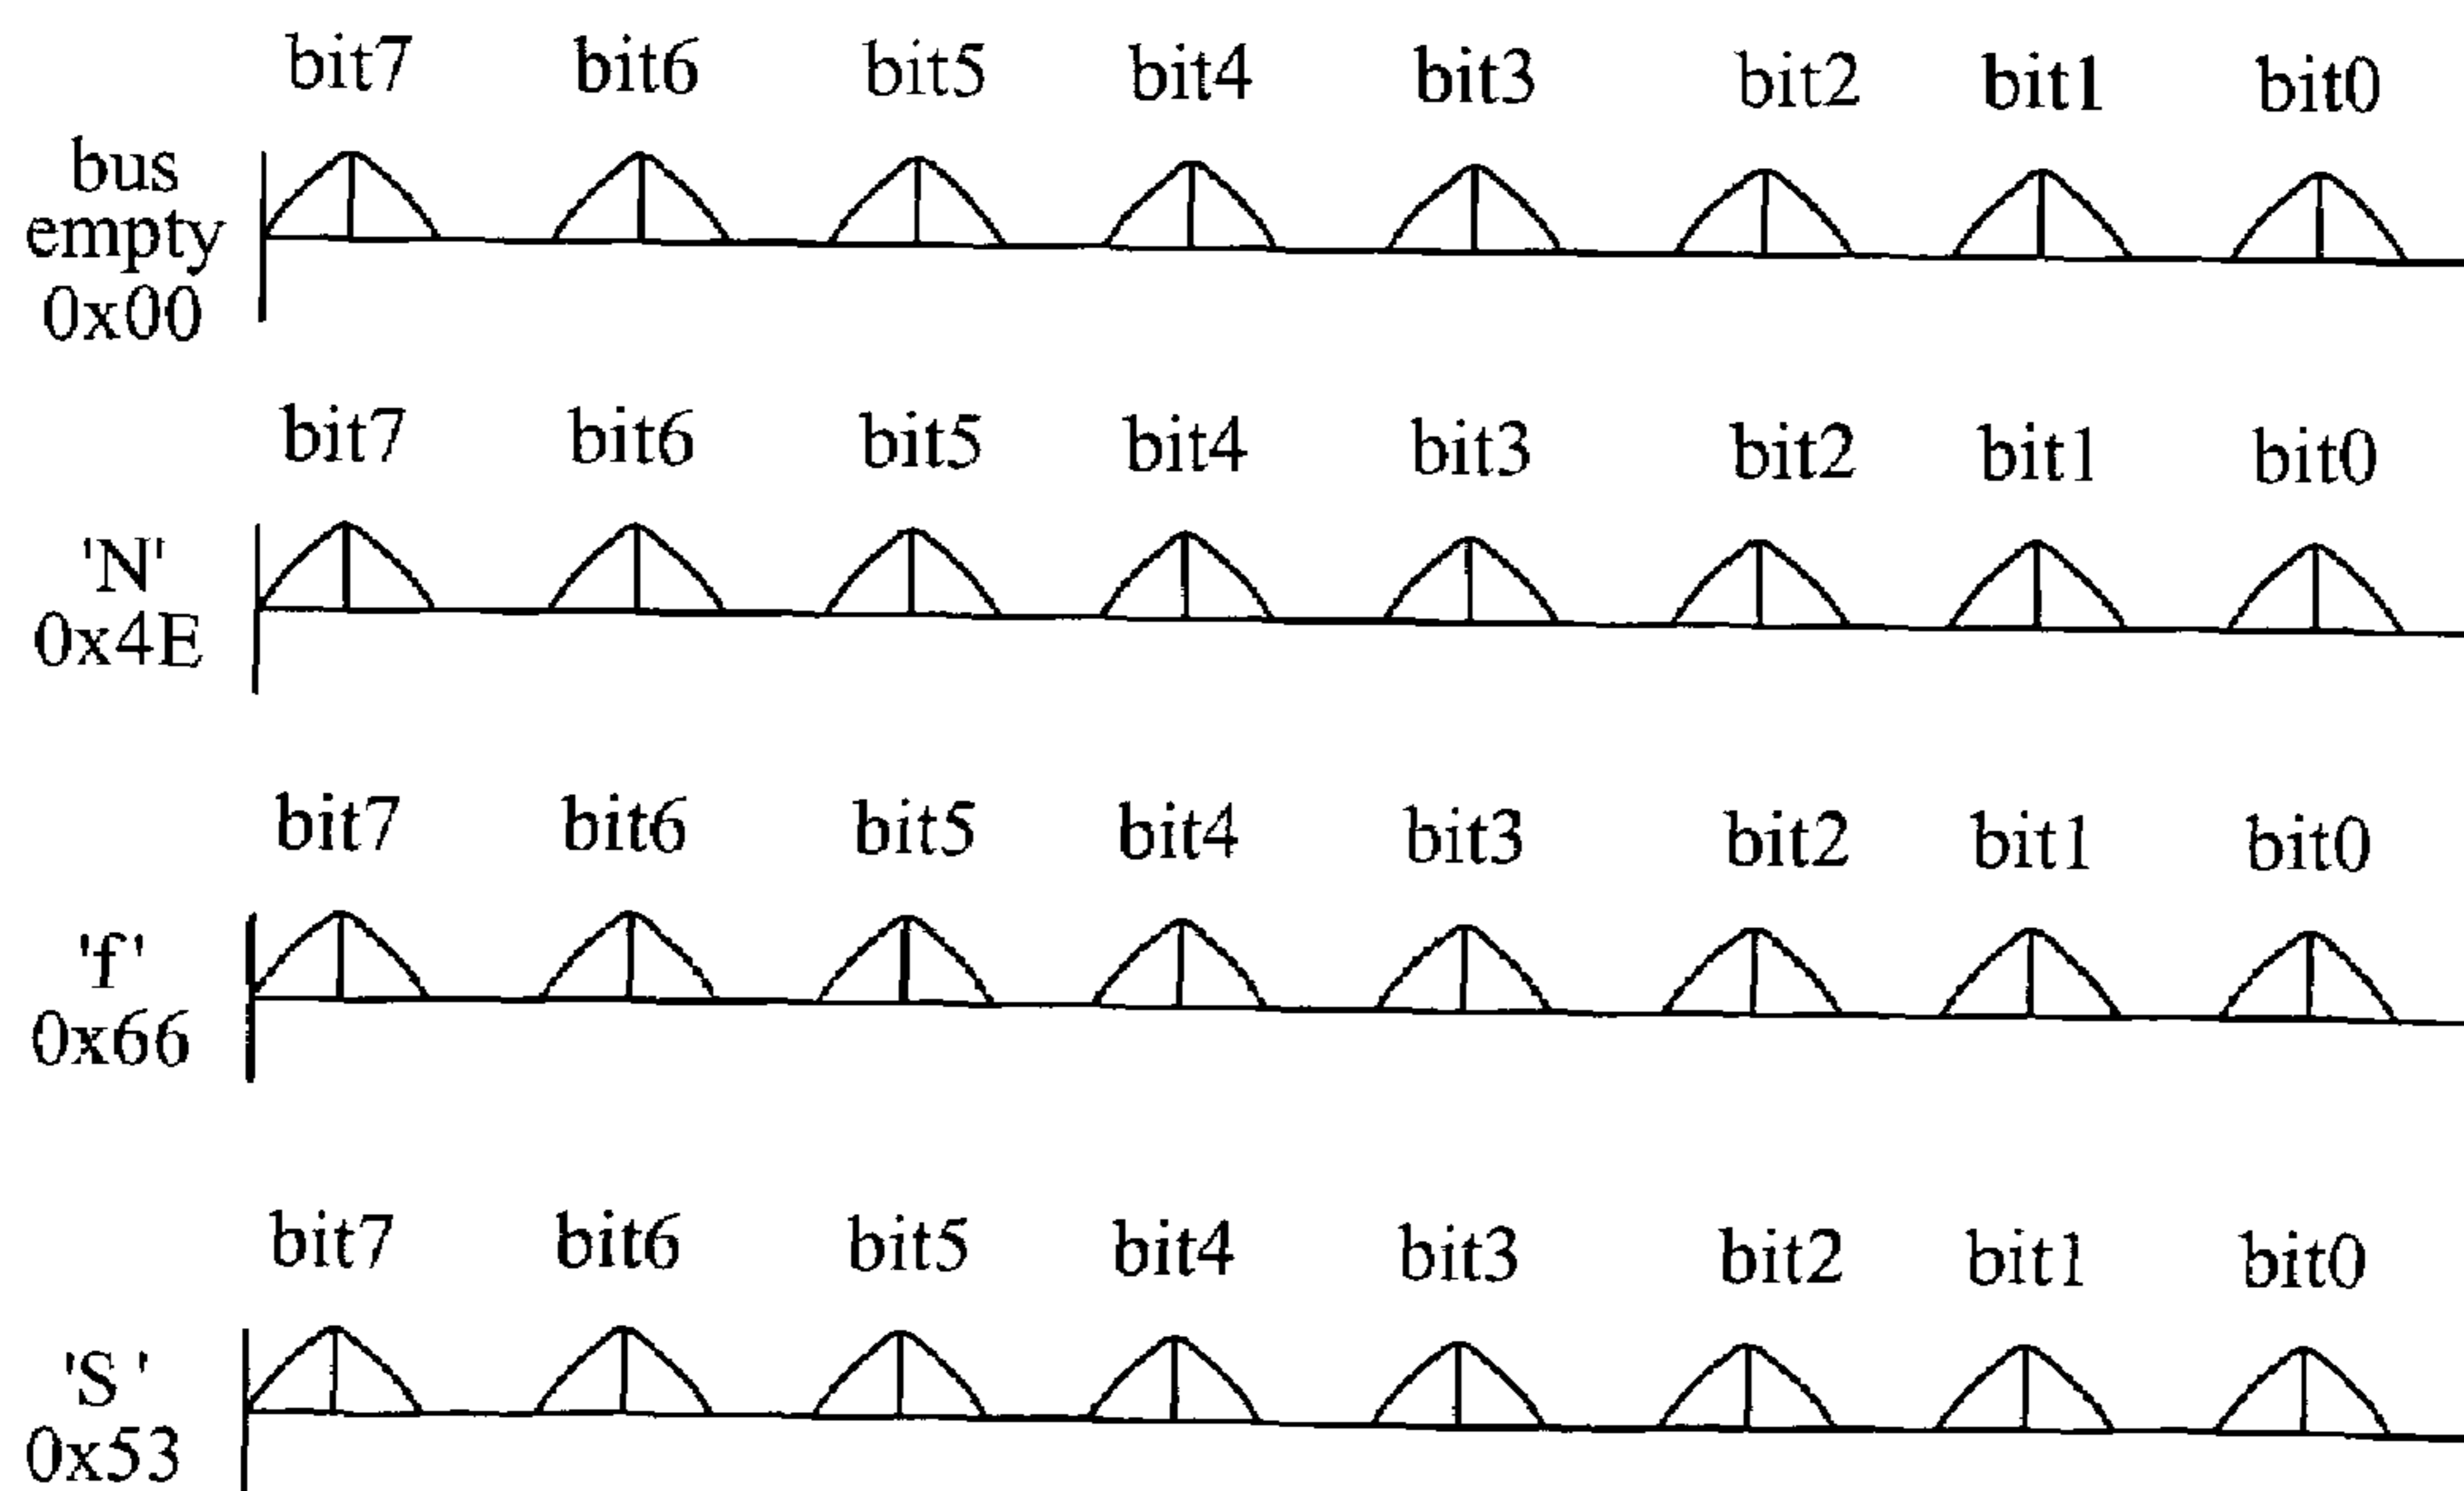 bit7 bit6 bit5 bit4 bit3 bit2 bit1 bit0
bus
empty
0x00
bit7 bit6 bit5 bit4 bit3 bit2 bit1 bit0
'N'
0x4E
bit7 bit6 bit5 bit4 bit3 bit2 bit1 bit0
'f'
0x66
bit7 bit6 bit5 bit4 bit3 bit2 bit1 bit0
'S '
0x53